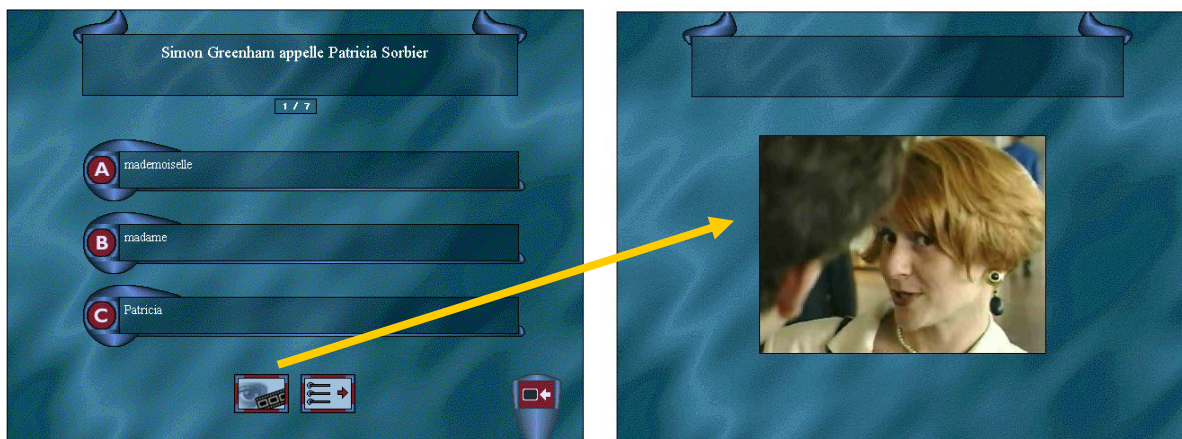 Simon Greenham appelle Patricia Sorbier
1 / 7
A mademoiselle
B madame
C Patricia